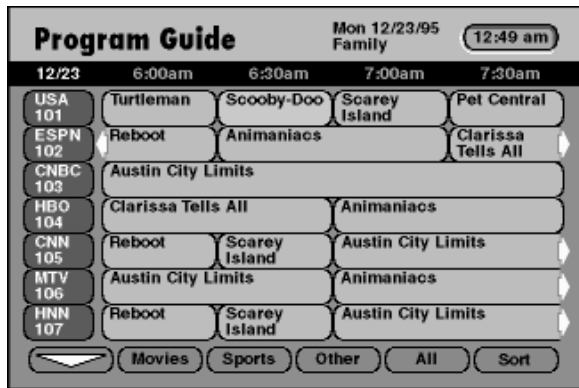 Program Guide
Mon 12/23/95
Family
12:49 am
12/23 6:00am 6:30am 7:00am 7:30am
USA
101
Turtleman
Scooby-Doo
Scarey
Island
Pet Central
ESPN
102
Reboot
Animaniacs
Clarissa
Tells All
CNBC
103
Austin City Limits
HBO
104
Clarissa Tells All
Animaniacs
CNN
105
Reboot
Scarey
Island
Austin City Limits
MTV
106
Austin City Limits
Animaniacs
HNN
107
Reboot
Scarey
Island
Austin City Limits
Movies Sports Other All Sort